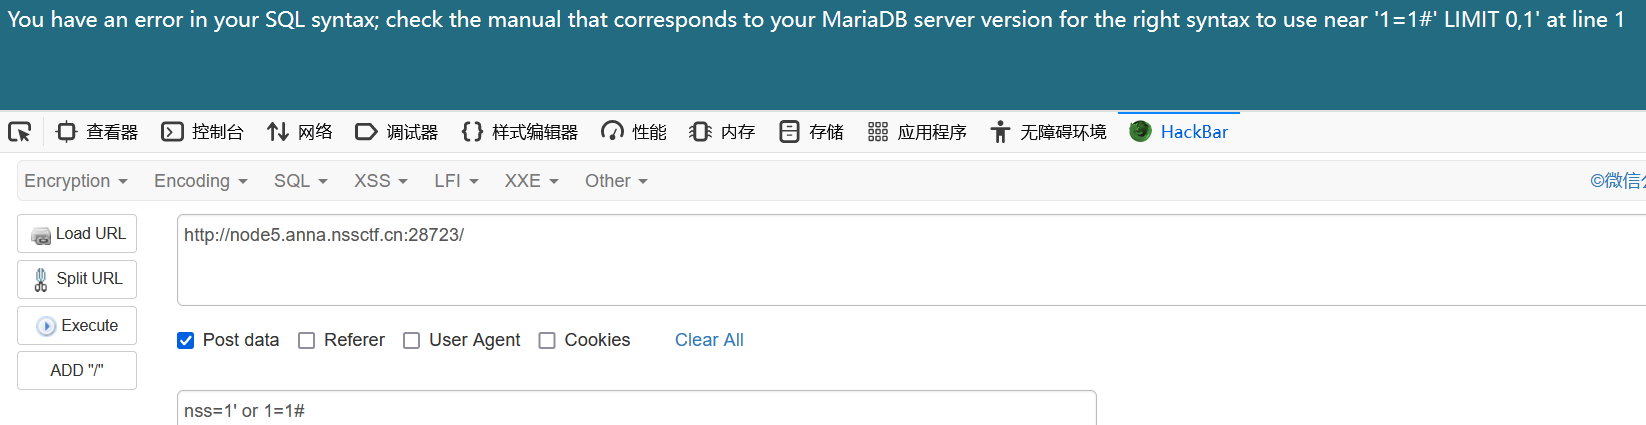 You have an error in your SQL syntax; check the manual that corresponds to your MariaDB server version for the right syntax to use near '1=1#' LIMIT 0,1' at line 1
查看器 控制台 网络 调试器 样式编辑器 性能 内存 存储 应用程序 无障碍环境 HackBar
Encryption Encoding SQL XSS LFI XXE Other ©微信
Load URL
http://node5.anna.nssctf.cn:28723/
Split URL
Execute
Post data Referer User Agent Cookies Clear All
ADD "/"
nss=1' or 1=1#